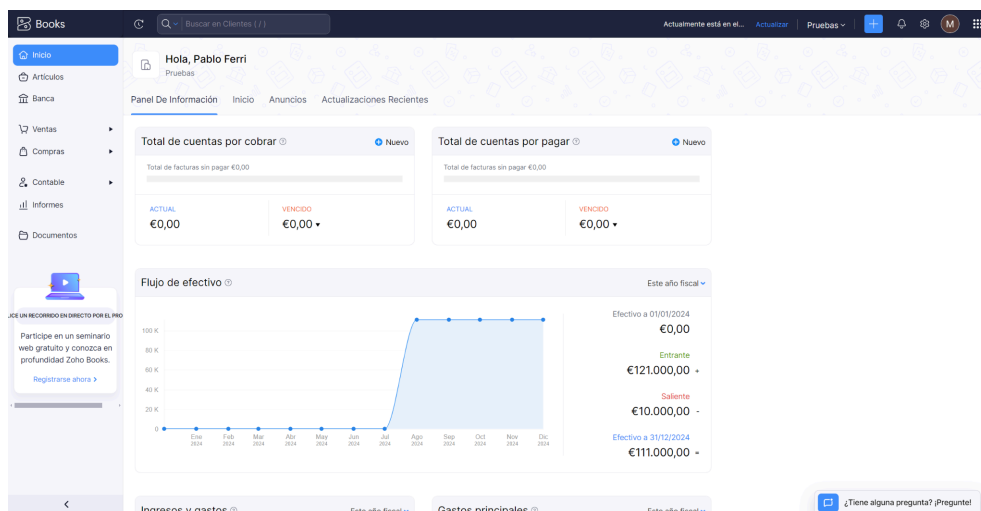 Books
Buscar en Clientes ( / )
Actualmente está en el...
Actualizar
Pruebas
M
Inicio
Artículos
Banca
Ventas
Compras
Contable
Informes
Documentos
LICE UN RECORRIDO EN DIRECTO POR EL PRO
Participe en un seminario
web gratuito y conozca en
profundidad Zoho Books.
Registrarse ahora >
Hola, Pablo Ferri
Pruebas
Panel De Información
Inicio
Anuncios
Actualizaciones Recientes
Total de cuentas por cobrar
Nuevo
Total de facturas sin pagar €0,00
ACTUAL
€0,00
VENCIDO
€0,00
Total de cuentas por pagar
Nuevo
Total de facturas sin pagar €0,00
ACTUAL
€0,00
VENCIDO
€0,00
Flujo de efectivo
Este año fiscal
100 K
80 K
60 K
40 K
20 K
0
Ene 2024
Feb 2024
Mar 2024
Abr 2024
May 2024
Jun 2024
Jul 2024
Ago 2024
Sep 2024
Oct 2024
Nov 2024
Dic 2024
Efectivo a 01/01/2024
€0,00
Entrante
€121.000,00 +
Saliente
€10.000,00 -
Efectivo a 31/12/2024
€111.000,00 =
Ingresos y gastos
Este año fiscal
Gastos principales
Este año fiscal
¿Tiene alguna pregunta? ¡Pregunte!